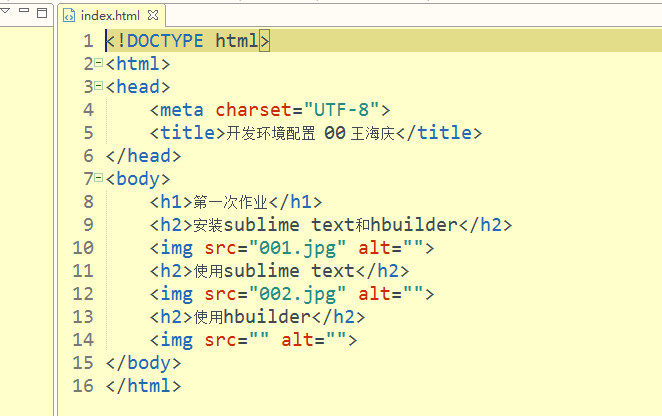 index.html
1 <!DOCTYPE html>
2 <html>
3 <head>
4 <meta charset="UTF-8">
5 <title>开发环境配置 00 王海庆</title>
6 </head>
7 <body>
8 <h1>第一次作业</h1>
9 <h2>安装sublime text和hbuilder</h2>
10 <img src="001.jpg" alt="">
11 <h2>使用sublime text</h2>
12 <img src="002.jpg" alt="">
13 <h2>使用hbuilder</h2>
14 <img src="" alt="">
15 </body>
16 </html>